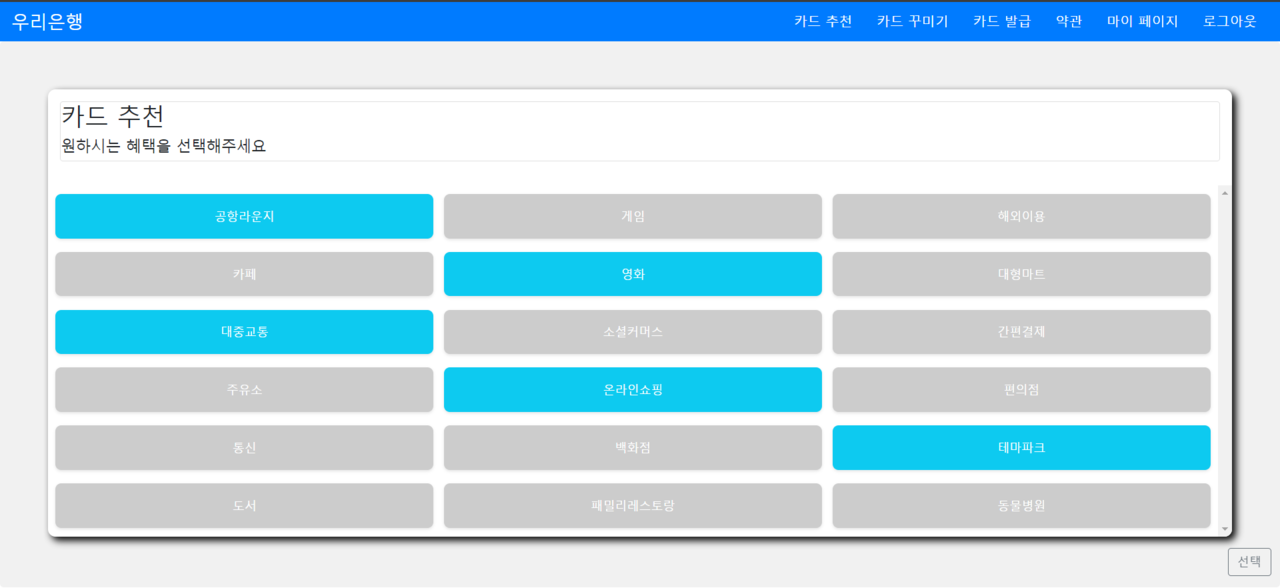 우리은행
카드 추천 카드 꾸미기 카드 발급 약관 마이 페이지 로그아웃
카드 추천
원하시는 혜택을 선택해주세요
공항라운지 게임 해외이용
카페 영화 대형마트
대중교통 소셜커머스 간편결제
주유소 온라인쇼핑 편의점
통신 백화점 테마파크
도서 패밀리레스토랑 동물병원
선택